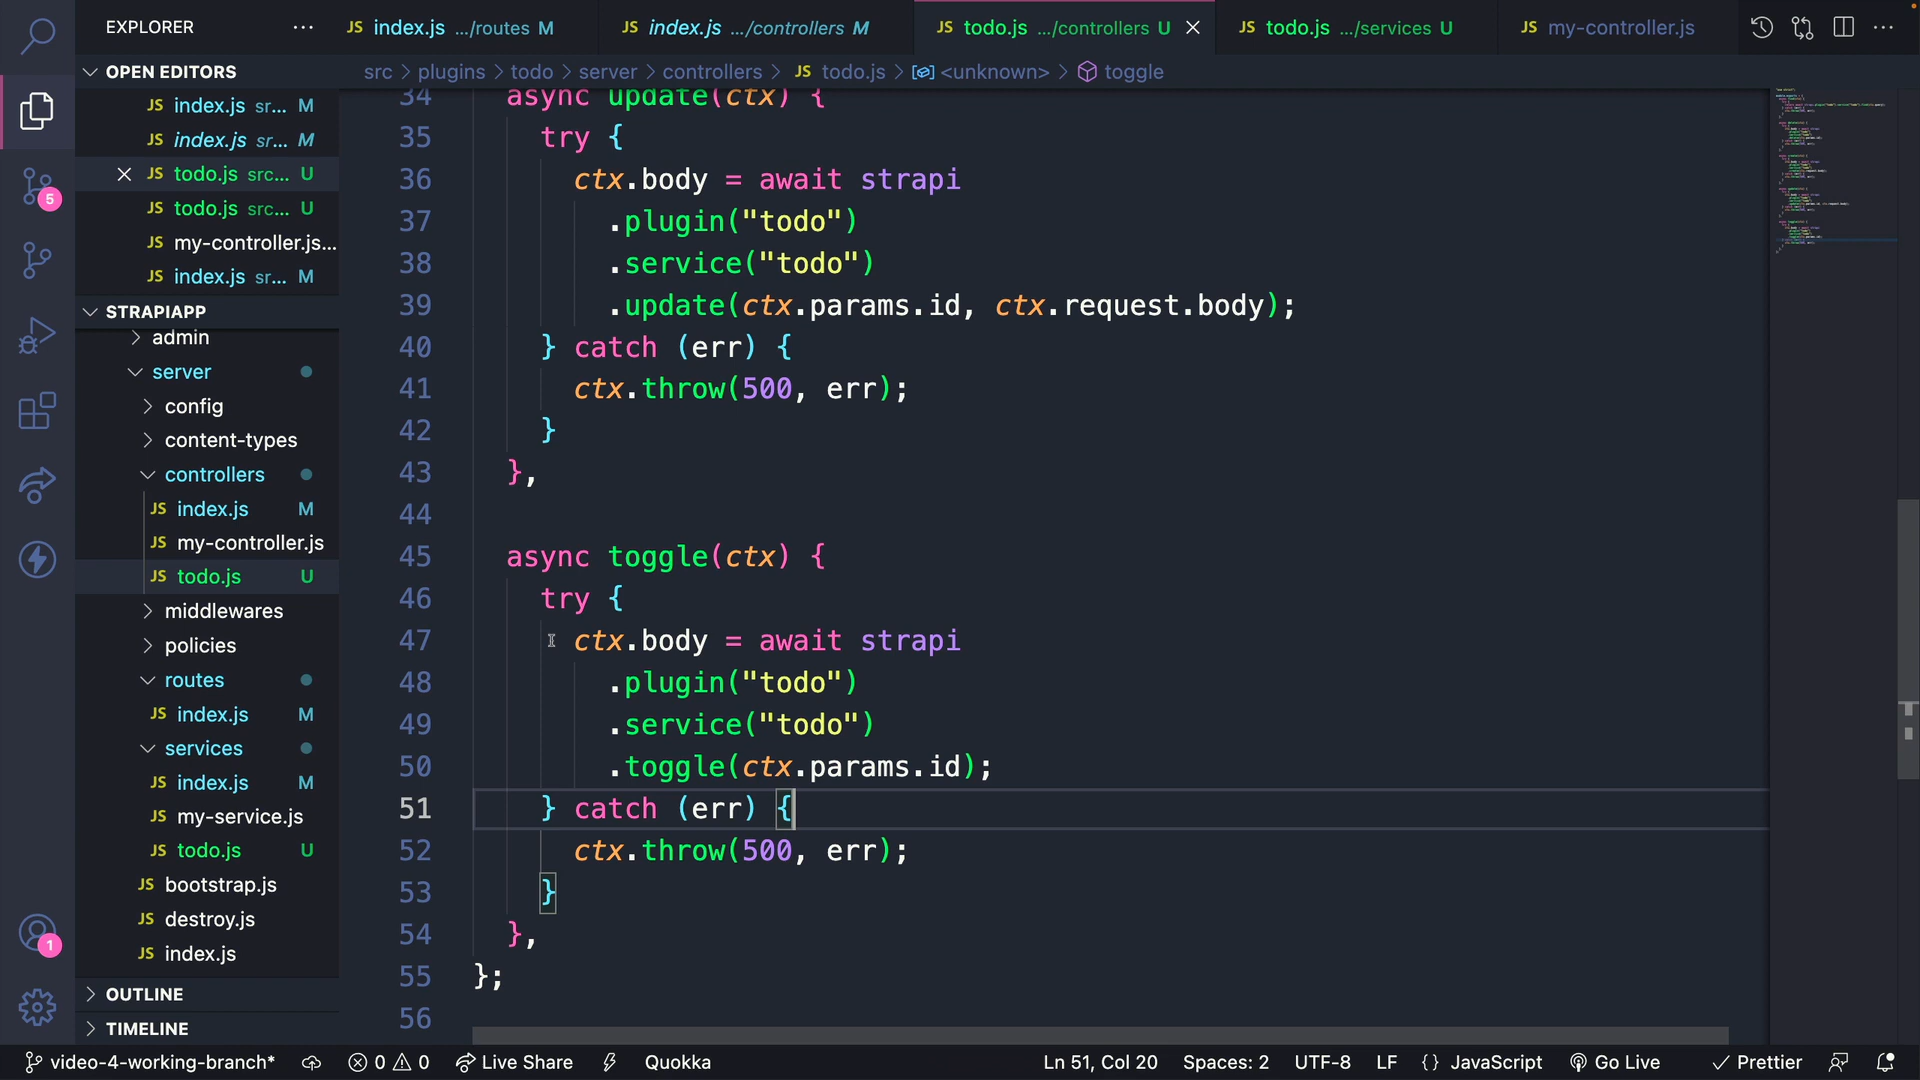 EXPLORER
JS index.js .../routes M
JS index.js .../controllers M
JS todo.js .../controllers U
JS todo.js .../services U
JS my-controller.js
OPEN EDITORS
JS index.js sr... M
JS index.js sr... M
JS todo.js src... U
JS todo.js src... U
JS my-controller.js...
JS index.js sr... M
STRAPIAPP
admin
server
config
content-types
controllers
JS index.js M
JS my-controller.js
JS todo.js U
middlewares
policies
routes
JS index.js M
services
JS index.js M
JS my-service.js
JS todo.js U
JS bootstrap.js
JS destroy.js
JS index.js
OUTLINE
TIMELINE
5
1
src > plugins > todo > server > controllers > JS todo.js > <unknown> > toggle
34 async update(ctx) {
35 try {
36 ctx.body = await strapi
37 .plugin("todo")
38 .service("todo")
39 .update(ctx.params.id, ctx.request.body);
40 } catch (err) {
41 ctx.throw(500, err);
42 }
43 },
44
45 async toggle(ctx) {
46 try {
47 ctx.body = await strapi
48 .plugin("todo")
49 .service("todo")
50 .toggle(ctx.params.id);
51 } catch (err) {
52 ctx.throw(500, err);
53 }
54 },
55 };
56
video-4-working-branch* 0 0 Live Share Quokka Ln 51, Col 20 Spaces: 2 UTF-8 LF {} JavaScript Go Live Prettier